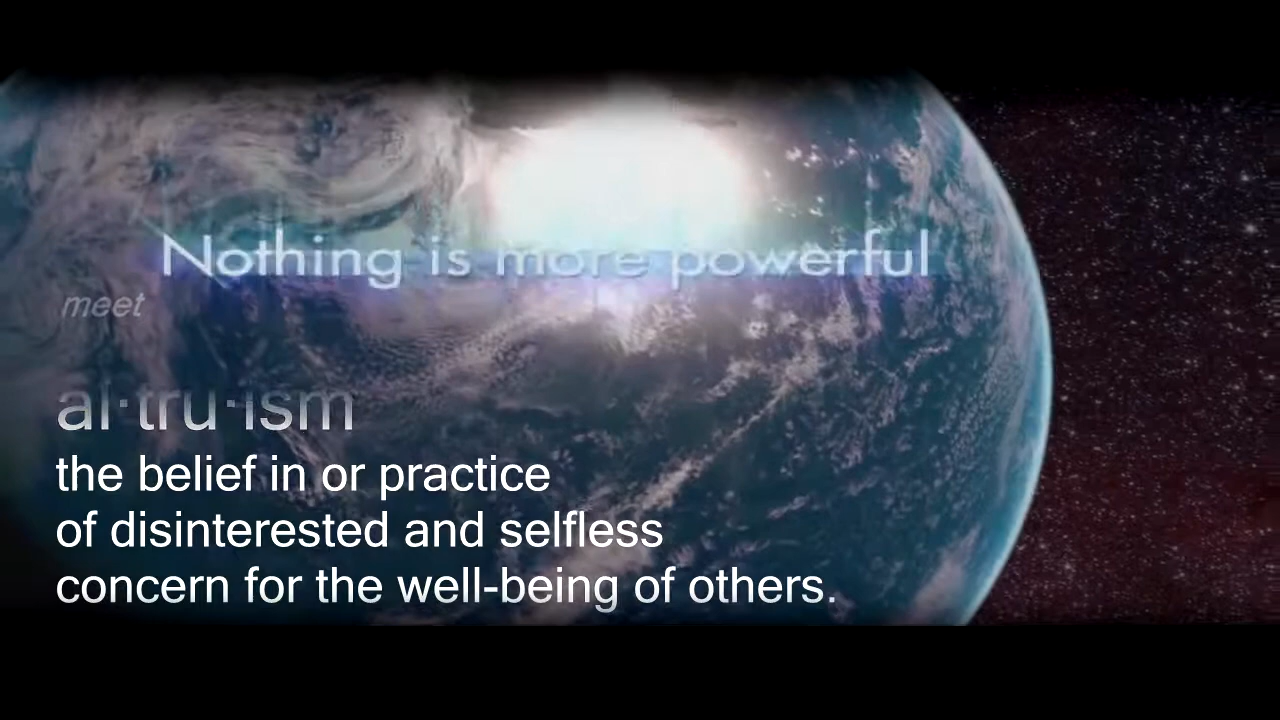 Nothing is more powerful
meet
al·tru·ism
the belief in or practice
of disinterested and selfless
concern for the well-being of others.